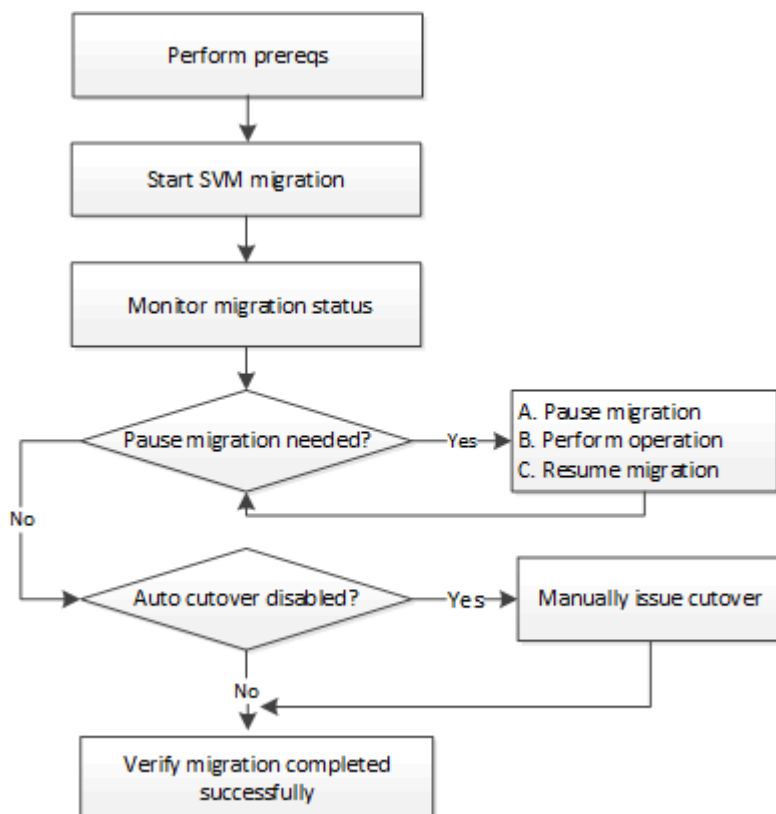 Perform prereqs
Start SVM migration
Monitor migration status
Pause migration needed?
Yes
A. Pause migration
B. Perform operation
C. Resume migration
No
Auto cutover disabled?
Yes
Manually issue cutover
No
Verify migration completed
successfully